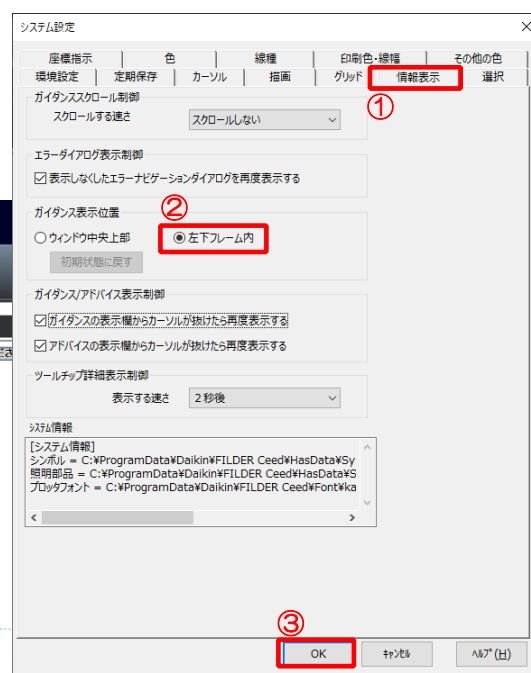 システム設定
座標指示 色 線種 印刷色・線幅 その他の色
環境設定 定期保存 カーソル 描画 グリッド 情報表示 選択
①
ガイダンススクロール制御
スクロールする速さ スクロールしない
エラーダイアログ表示制御
表示しなくしたエラーナビゲーションダイアログを再度表示する
②
ガイダンス表示位置
ウィンドウ中央上部 左下フレーム内
初期状態に戻す
ガイダンス/アドバイス表示制御
ガイダンスの表示欄からカーソルが抜けたら再度表示する
アドバイスの表示欄からカーソルが抜けたら再度表示する
ツールチップ詳細表示制御
表示する速さ 2秒後
システム情報
[システム情報]
シンボル = C:¥ProgramData¥Daikin¥FILDER Ceed¥HasData¥Sy
照明部品 = C:¥ProgramData¥Daikin¥FILDER Ceed¥HasData¥S
プロッタフォント = C:¥ProgramData¥Daikin¥FILDER Ceed¥Font¥ka
③
OK キャンセル ヘルプ(H)